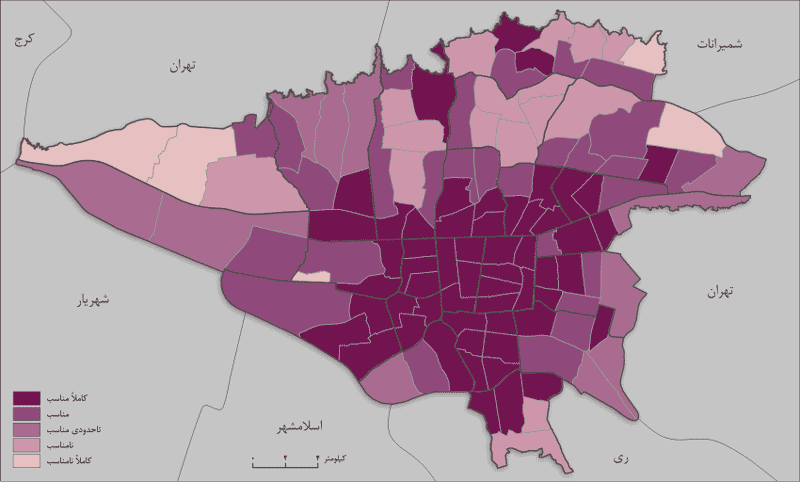 شمیرانات
کرج
تهران
تهران
شهریار
کاملاً مناسب
مناسب
تاحدودی مناسب
نامناسب
کاملاً نامناسب
اسلامشهر
ری
۰ ۲ ۴ کیلومتر